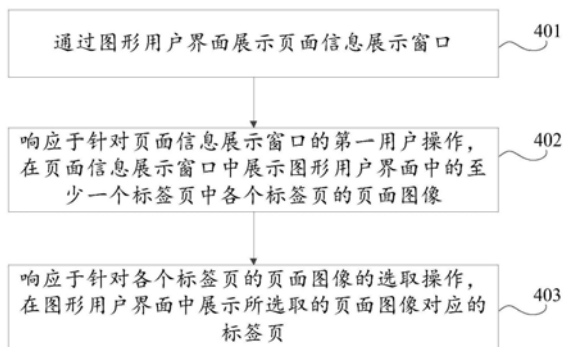 通过图形用户界面展示页面信息展示窗口
401
响应于针对页面信息展示窗口的第一用户操作，
在页面信息展示窗口中展示图形用户界面中的至
少一个标签页中各个标签页的页面图像
402
响应于针对各个标签页的页面图像的选取操作，
在图形用户界面中展示所选取的页面图像对应的
标签页
403